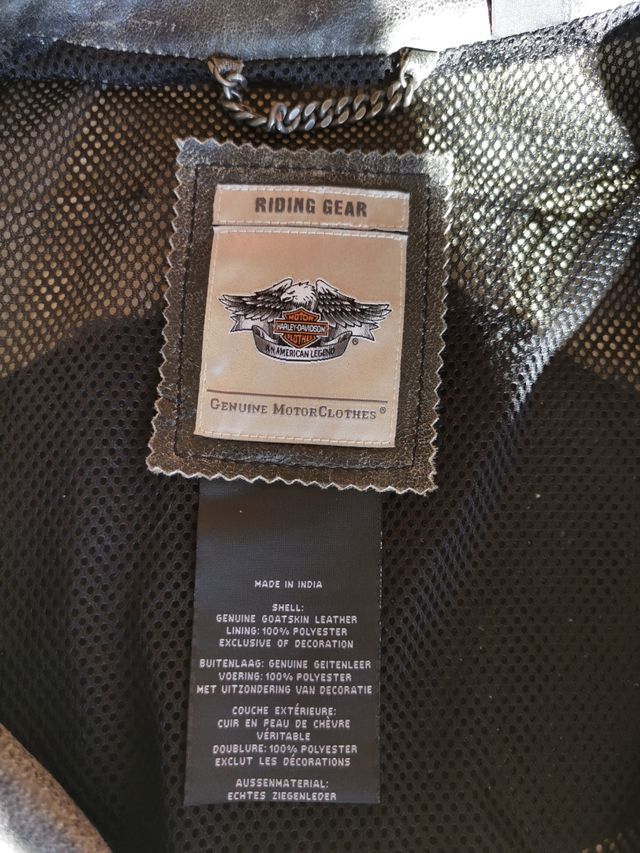 RIDING GEAR
MOTOR
HARLEY-DAVIDSON
CLOTHES
®
AN AMERICAN LEGEND
GENUINE MOTORCLOTHES®
MADE IN INDIA
SHELL:
GENUINE GOATSKIN LEATHER
LINING: 100% POLYESTER
EXCLUSIVE OF DECORATION
BUITENLAAG: GENUINE GEITENLEER
VOERING: 100% POLYESTER
MET UITZONDERING VAN DECORATIE
COUCHE EXTÉRIEURE:
CUIR EN PEAU DE CHÈVRE
VÉRITABLE
DOUBLURE: 100% POLYESTER
EXCLUT LES DÉCORATIONS
AUSSENMATERIAL:
ECHTES ZIEGENLEDER